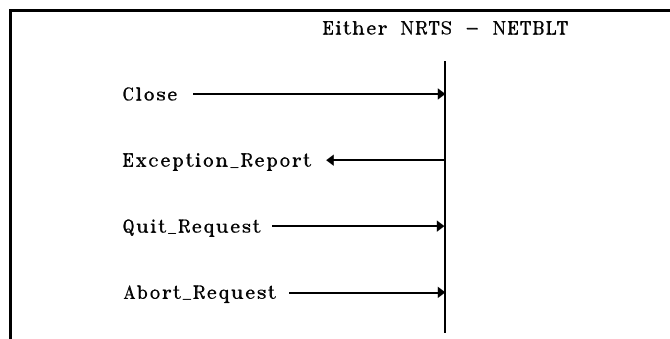 Either NRTS - NETBLT
Close
Exception_Report
Quit_Request
Abort_Request